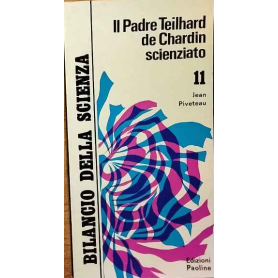 Il Padre Teilhard
de Chardin
scienziato
11
Jean
Piveteau
BILANCIO DELLA SCIENZA
Edizioni
Paoline